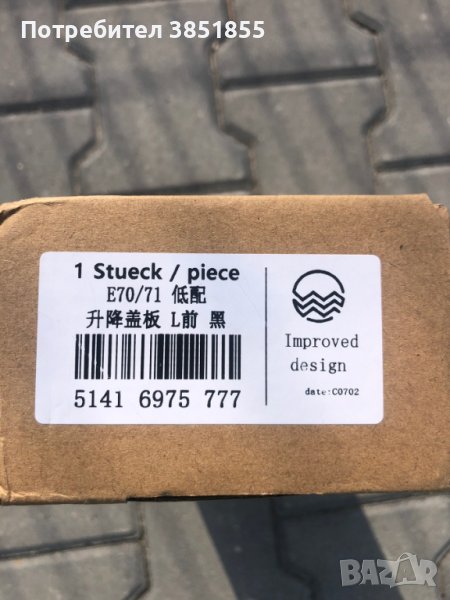 Потребител 3851855
1 Stueck / piece
E70/71 低配
升降盖板 L前 黑
5141 6975 777
Improved
design
date:C0702
BAZAR